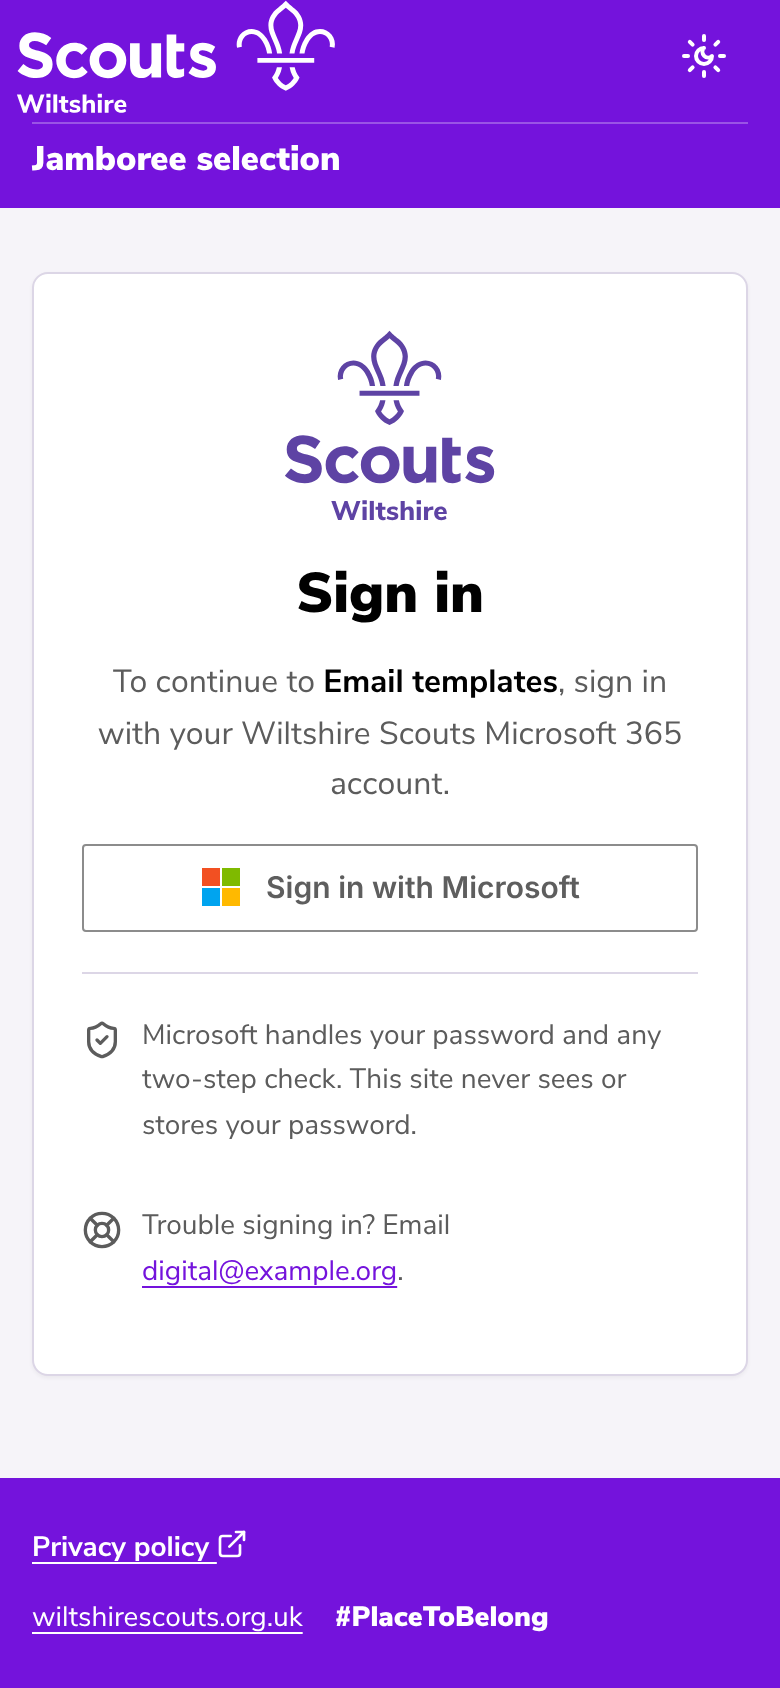 Scouts
Wiltshire
Jamboree selection
Scouts
Wiltshire
Sign in
To continue to Email templates, sign in
with your Wiltshire Scouts Microsoft 365
account.
Sign in with Microsoft
Microsoft handles your password and any
two-step check. This site never sees or
stores your password.
Trouble signing in? Email
digital@example.org.
Privacy policy
wiltshirescouts.org.uk #PlaceToBelong